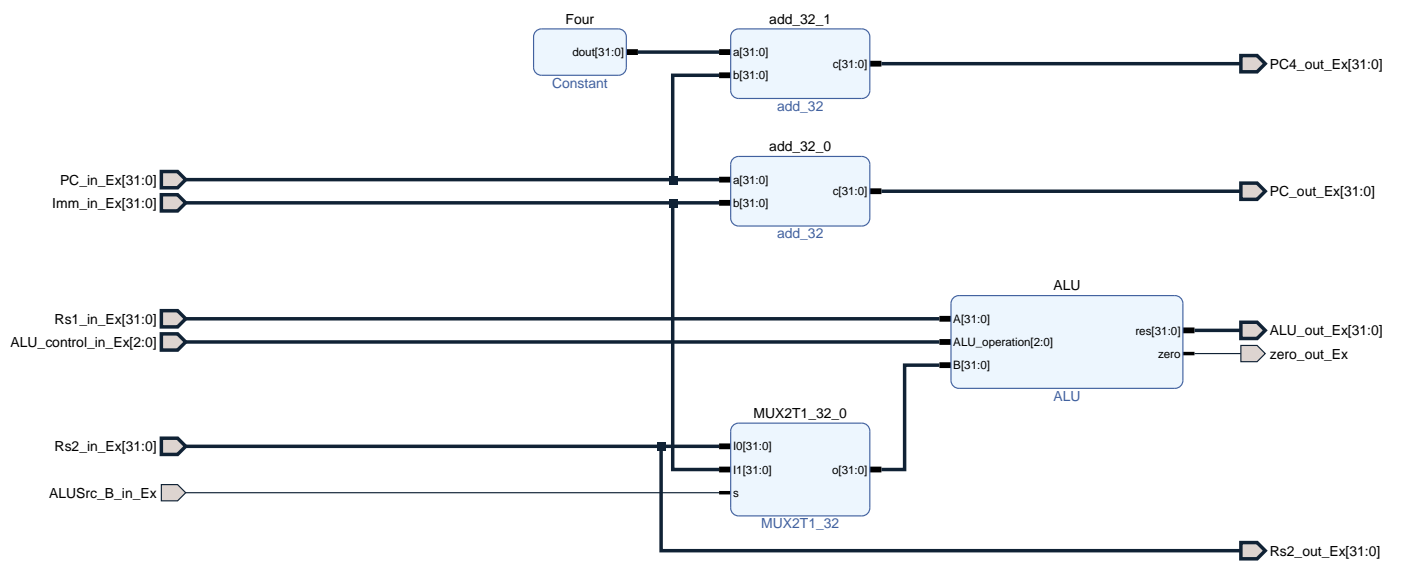 Four
dout[31:0]
Constant
add_32_1
a[31:0]
b[31:0]
c[31:0]
add_32
PC4_out_Ex[31:0]
add_32_0
PC_in_Ex[31:0]
Imm_in_Ex[31:0]
a[31:0]
b[31:0]
c[31:0]
add_32
PC_out_Ex[31:0]
ALU
Rs1_in_Ex[31:0]
ALU_control_in_Ex[2:0]
A[31:0]
ALU_operation[2:0]
B[31:0]
res[31:0]
zero
ALU
ALU_out_Ex[31:0]
zero_out_Ex
MUX2T1_32_0
Rs2_in_Ex[31:0]
ALUSrc_B_in_Ex
I0[31:0]
I1[31:0]
s
o[31:0]
MUX2T1_32
Rs2_out_Ex[31:0]